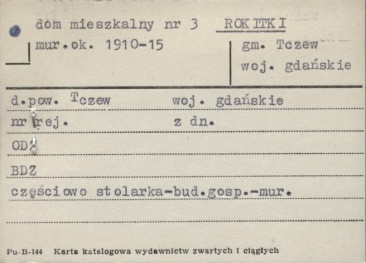 dom mieszkalny nr 3 ROKITKI
mur.ok. 1910-15 gm. Tczew
woj. gdańskie
d.pow. Tczew woj. gdańskie
nr rej. z dn.
ODZ
BDZ
częściowo stolarka-bud.gosp.-mur.
Pu-B-144 Karta katalogowa wydawnictw zwartych i ciągłych